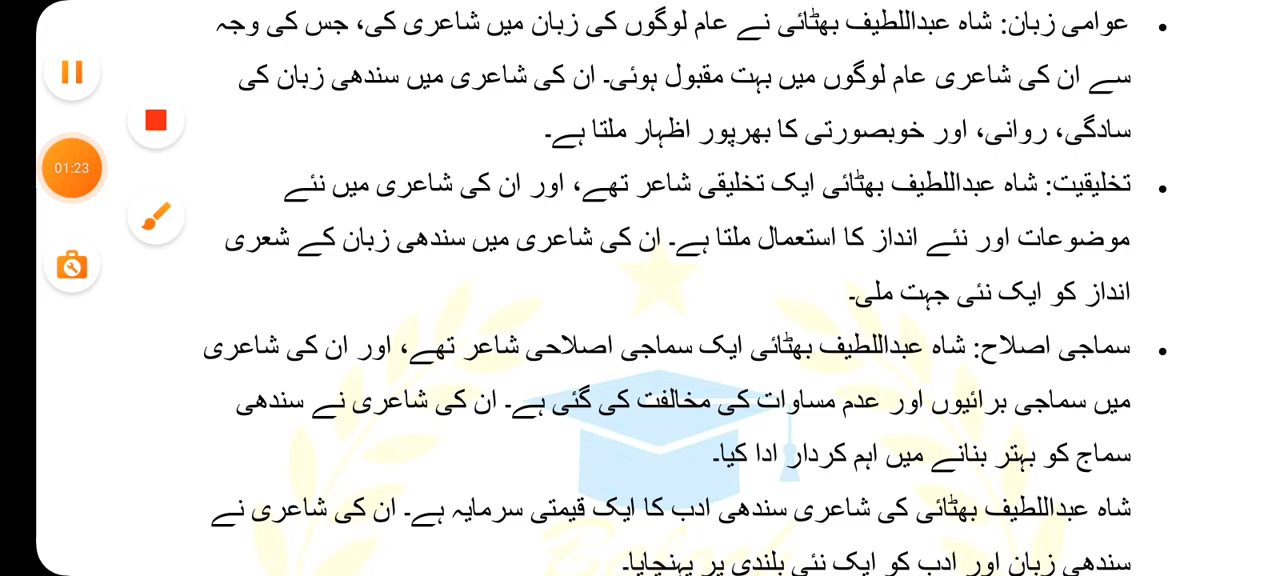 • عوامی زبان: شاہ عبداللطیف بھٹائی نے عام لوگوں کی زبان میں شاعری کی، جس کی وجہ
سے ان کی شاعری عام لوگوں میں بہت مقبول ہوئی۔ ان کی شاعری میں سندھی زبان کی
سادگی، روانی، اور خوبصورتی کا بھرپور اظہار ملتا ہے۔
• تخلیقیت: شاہ عبداللطیف بھٹائی ایک تخلیقی شاعر تھے، اور ان کی شاعری میں نئے
موضوعات اور نئے انداز کا استعمال ملتا ہے۔ ان کی شاعری میں سندھی زبان کے شعری
انداز کو ایک نئی جہت ملی۔
• سماجی اصلاح: شاہ عبداللطیف بھٹائی ایک سماجی اصلاحی شاعر تھے، اور ان کی شاعری
میں سماجی برائیوں اور عدم مساوات کی مخالفت کی گئی ہے۔ ان کی شاعری نے سندھی
سماج کو بہتر بنانے میں اہم کردار ادا کیا۔
شاہ عبداللطیف بھٹائی کی شاعری سندھی ادب کا ایک قیمتی سرمایہ ہے۔ ان کی شاعری نے
سندھی زبان اور ادب کو ایک نئی بلندی پر پہنچایا۔
01:23